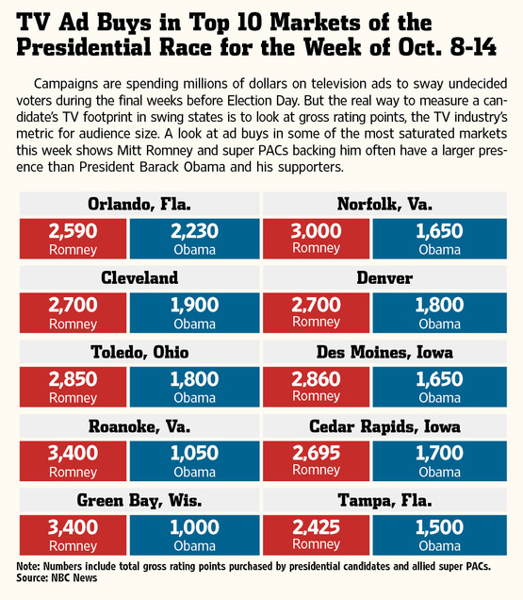 TV Ad Buys in Top 10 Markets of the
Presidential Race for the Week of Oct. 8-14
Campaigns are spending millions of dollars on television ads to sway undecided
voters during the final weeks before Election Day. But the real way to measure a can-
didate's TV footprint in swing states is to look at gross rating points, the TV industry's
metric for audience size. A look at ad buys in some of the most saturated markets
this week shows Mitt Romney and super PACs backing him often have a larger pres-
ence than President Barack Obama and his supporters.
Orlando, Fla.
2,590 2,230
Romney Obama
Norfolk, Va.
3,000 1,650
Romney Obama
Cleveland
2,700 1,900
Romney Obama
Denver
2,700 1,800
Romney Obama
Toledo, Ohio
2,850 1,800
Romney Obama
Des Moines, Iowa
2,860 1,650
Romney Obama
Roanoke, Va.
3,400 1,050
Romney Obama
Cedar Rapids, Iowa
2,695 1,700
Romney Obama
Green Bay, Wis.
3,400 1,000
Romney Obama
Tampa, Fla.
2,425 1,500
Romney Obama
Note: Numbers include total gross rating points purchased by presidential candidates and allied super PACs.
Source: NBC News